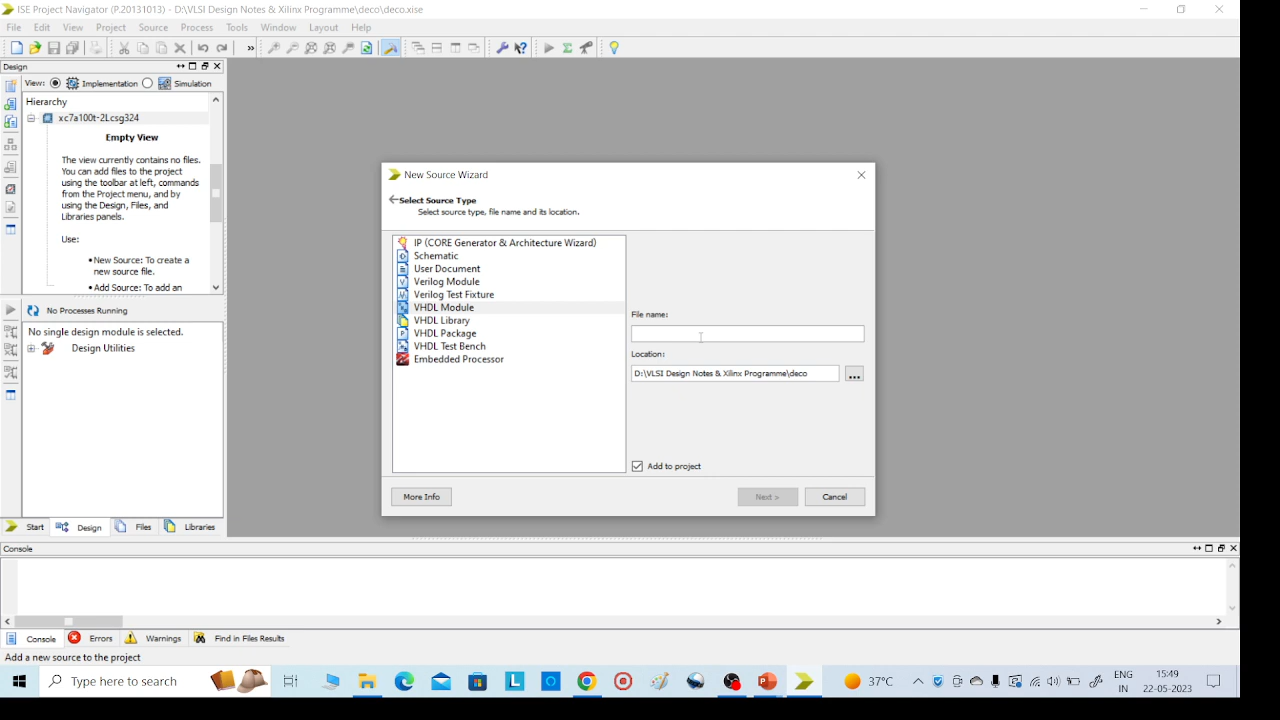 ISE Project Navigator (P.20131013) - D:\VLSI Design Notes & Xilinx Programme\deco\deco.xise
File Edit View Project Source Process Tools Window Layout Help
»
Design
View: Implementation Simulation
Hierarchy
xc7a100t-2Lcsg324
Empty View
The view currently contains no files.
You can add files to the project
using the toolbar at left, commands
from the Project menu, and by
using the Design, Files, and
Libraries panels.
Use:
•New Source: To create a
new source file.
•Add Source: To add an
No Processes Running
No single design module is selected.
Design Utilities
Start Design Files Libraries
New Source Wizard
Select Source Type
Select source type, file name and its location.
IP (CORE Generator & Architecture Wizard)
Schematic
User Document
Verilog Module
Verilog Test Fixture
VHDL Module
VHDL Library
VHDL Package
VHDL Test Bench
Embedded Processor
File name:
Location:
D:\VLSI Design Notes & Xilinx Programme\deco
...
Add to project
More Info Next > Cancel
Console
Console Errors Warnings Find in Files Results
Add a new source to the project
Type here to search
37°C
ENG
IN
15:49
22-05-2023